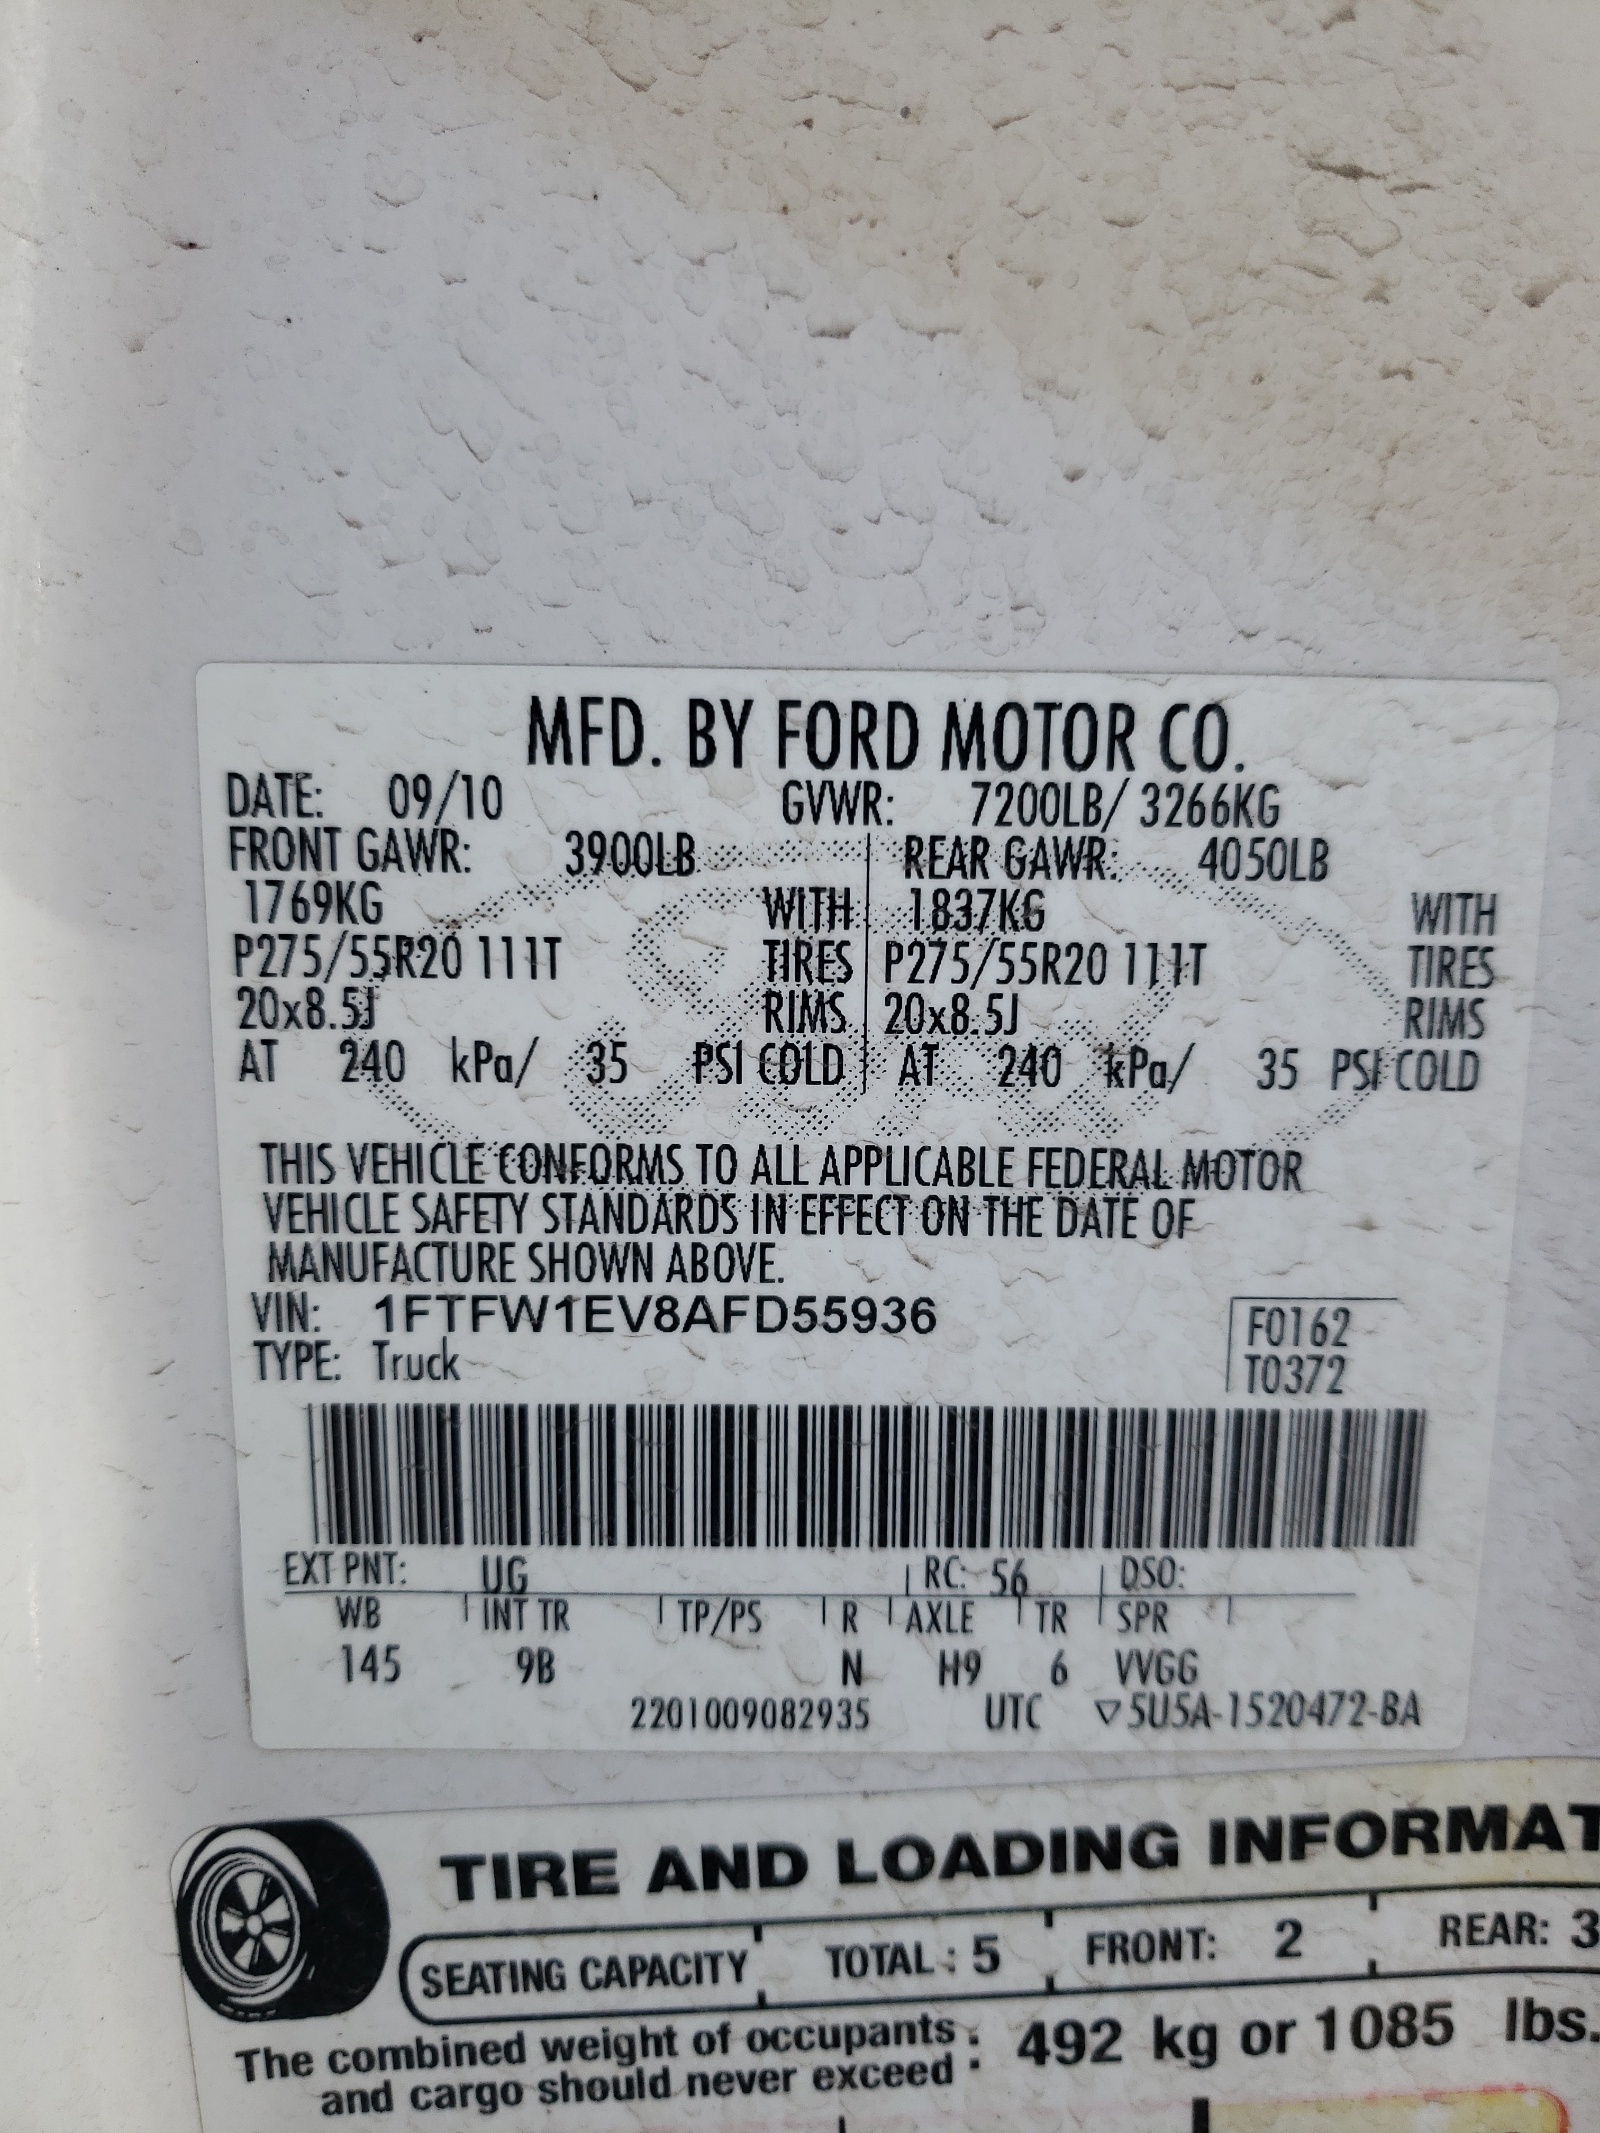 MFD. BY FORD MOTOR CO.
DATE: 09/10 GVWR: 7200LB/ 3266KG
FRONT GAWR: 3900LB REAR GAWR: 4050LB
1769KG WITH 1837KG WITH
P275/55R20 111T TIRES P275/55R20 111T TIRES
20x8.5J RIMS 20x8.5J RIMS
AT 240 kPa/ 35 PSI COLD AT 240 kPa/ 35 PSI COLD
THIS VEHICLE CONFORMS TO ALL APPLICABLE FEDERAL MOTOR
VEHICLE SAFETY STANDARDS IN EFFECT ON THE DATE OF
MANUFACTURE SHOWN ABOVE.
VIN: 1FTFW1EV8AFD55936 F0162
TYPE: Truck T0372
EXT PNT: UG RC: 56 DSO:
WB INT TR TP/PS R AXLE TR SPR
145 9B N H9 6 VVGG
2201009082935 UTC ▽5U5A-1520472-BA
TIRE AND LOADING INFORMAT
SEATING CAPACITY TOTAL : 5 FRONT: 2 REAR: 3
The combined weight of occupants : 492 kg or 1085 lbs.
and cargo should never exceed :